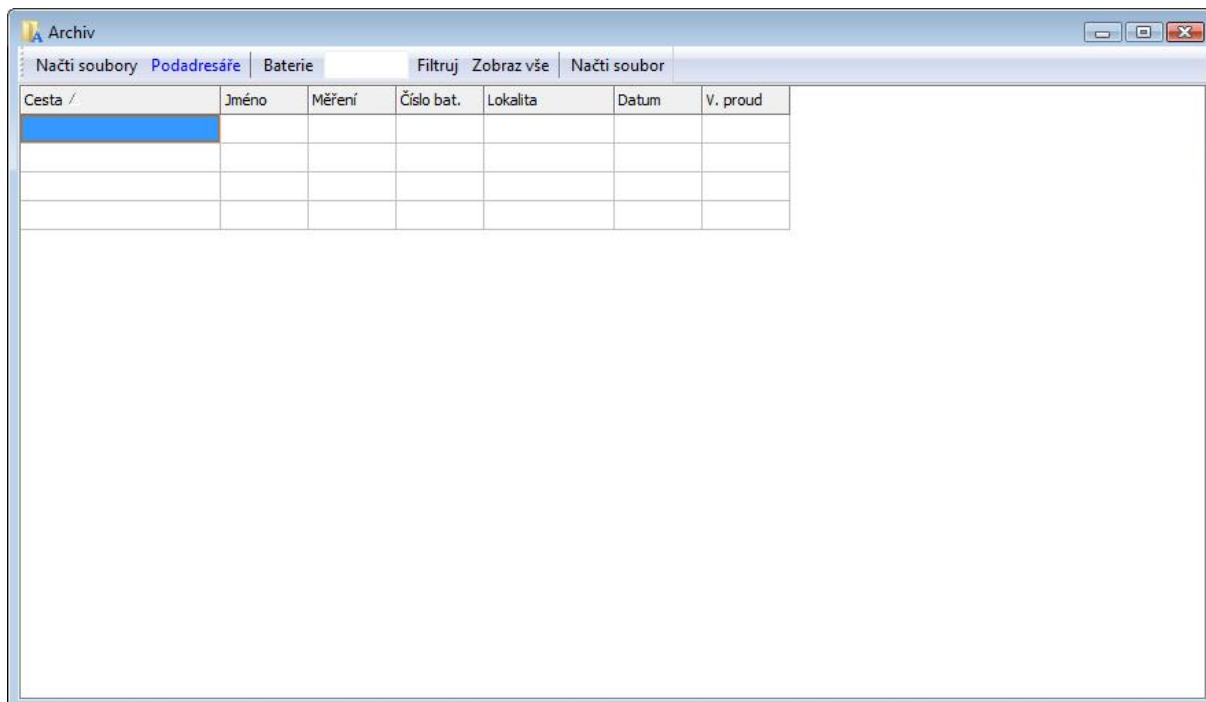 Archiv
Načti soubory Podadresáře Baterie Filtruj Zobraz vše Načti soubor
Cesta Jméno Měření Číslo bat. Lokalita Datum V. proud